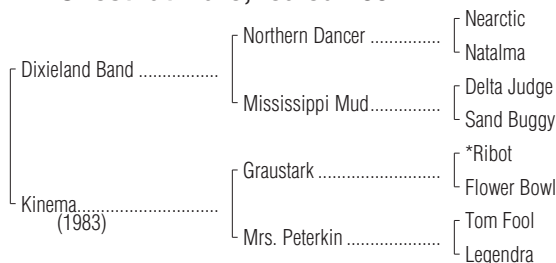 Nearctic
Northern Dancer ................
Natalma
Dixieland Band ..................
Delta Judge
Mississippi Mud................
Sand Buggy
*Ribot
Graustark ........................
Flower Bowl
Kinema................................
(1983)
Tom Fool
Mrs. Peterkin ....................
Legendra